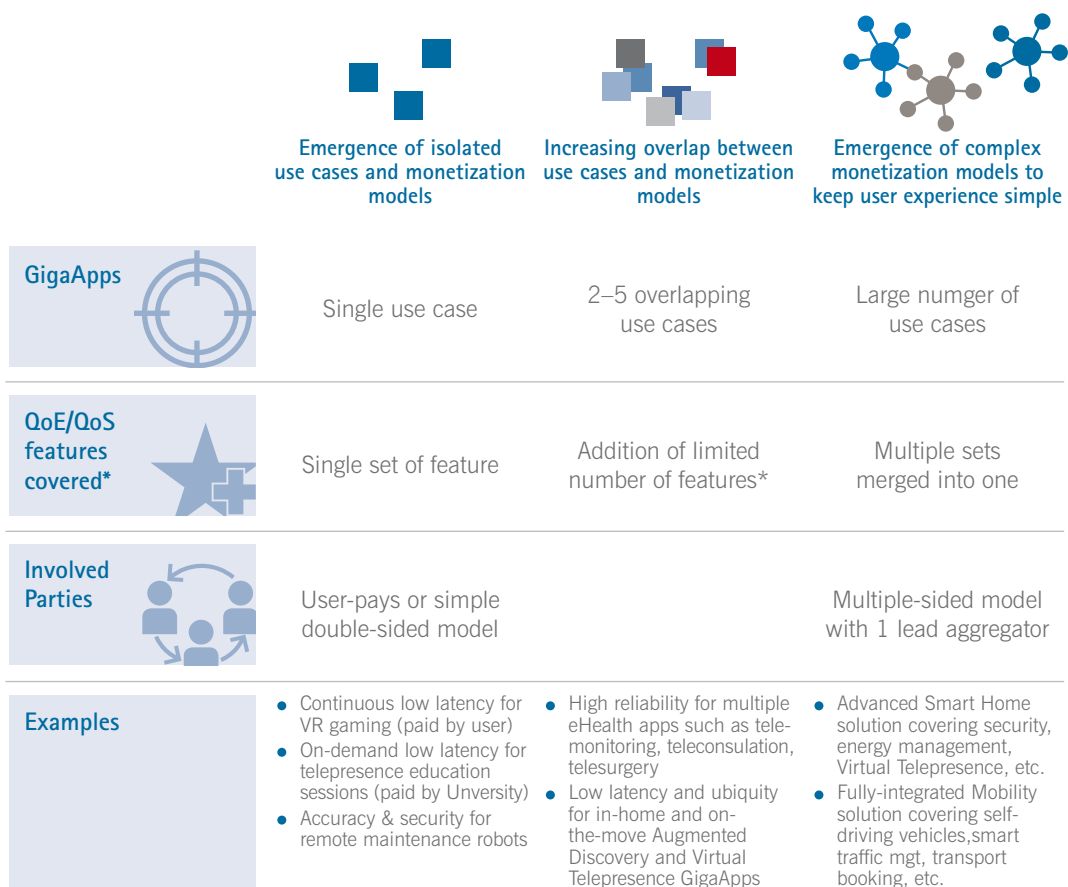 Emergence of isolated
use cases and monetization
models
Increasing overlap between
use cases and monetization
models
Emergence of complex
monetization models to
keep user experience simple
GigaApps
Single use case
2–5 overlapping
use cases
Large numger of
use cases
QoE/QoS
features
covered*
Single set of feature
Addition of limited
number of features*
Multiple sets
merged into one
Involved
Parties
User-pays or simple
double-sided model
Multiple-sided model
with 1 lead aggregator
Examples
• Continuous low latency for
VR gaming (paid by user)
• On-demand low latency for
telepresence education
sessions (paid by Unversity)
• Accuracy & security for
remote maintenance robots
• High reliability for multiple
eHealth apps such as tele-
monitoring, teleconsulation,
telesurgery
• Low latency and ubiquity
for in-home and on-
the-move Augmented
Discovery and Virtual
Telepresence GigaApps
• Advanced Smart Home
solution covering security,
energy management,
Virtual Telepresence, etc.
• Fully-integrated Mobility
solution covering self-
driving vehicles,smart
traffic mgt, transport
booking, etc.